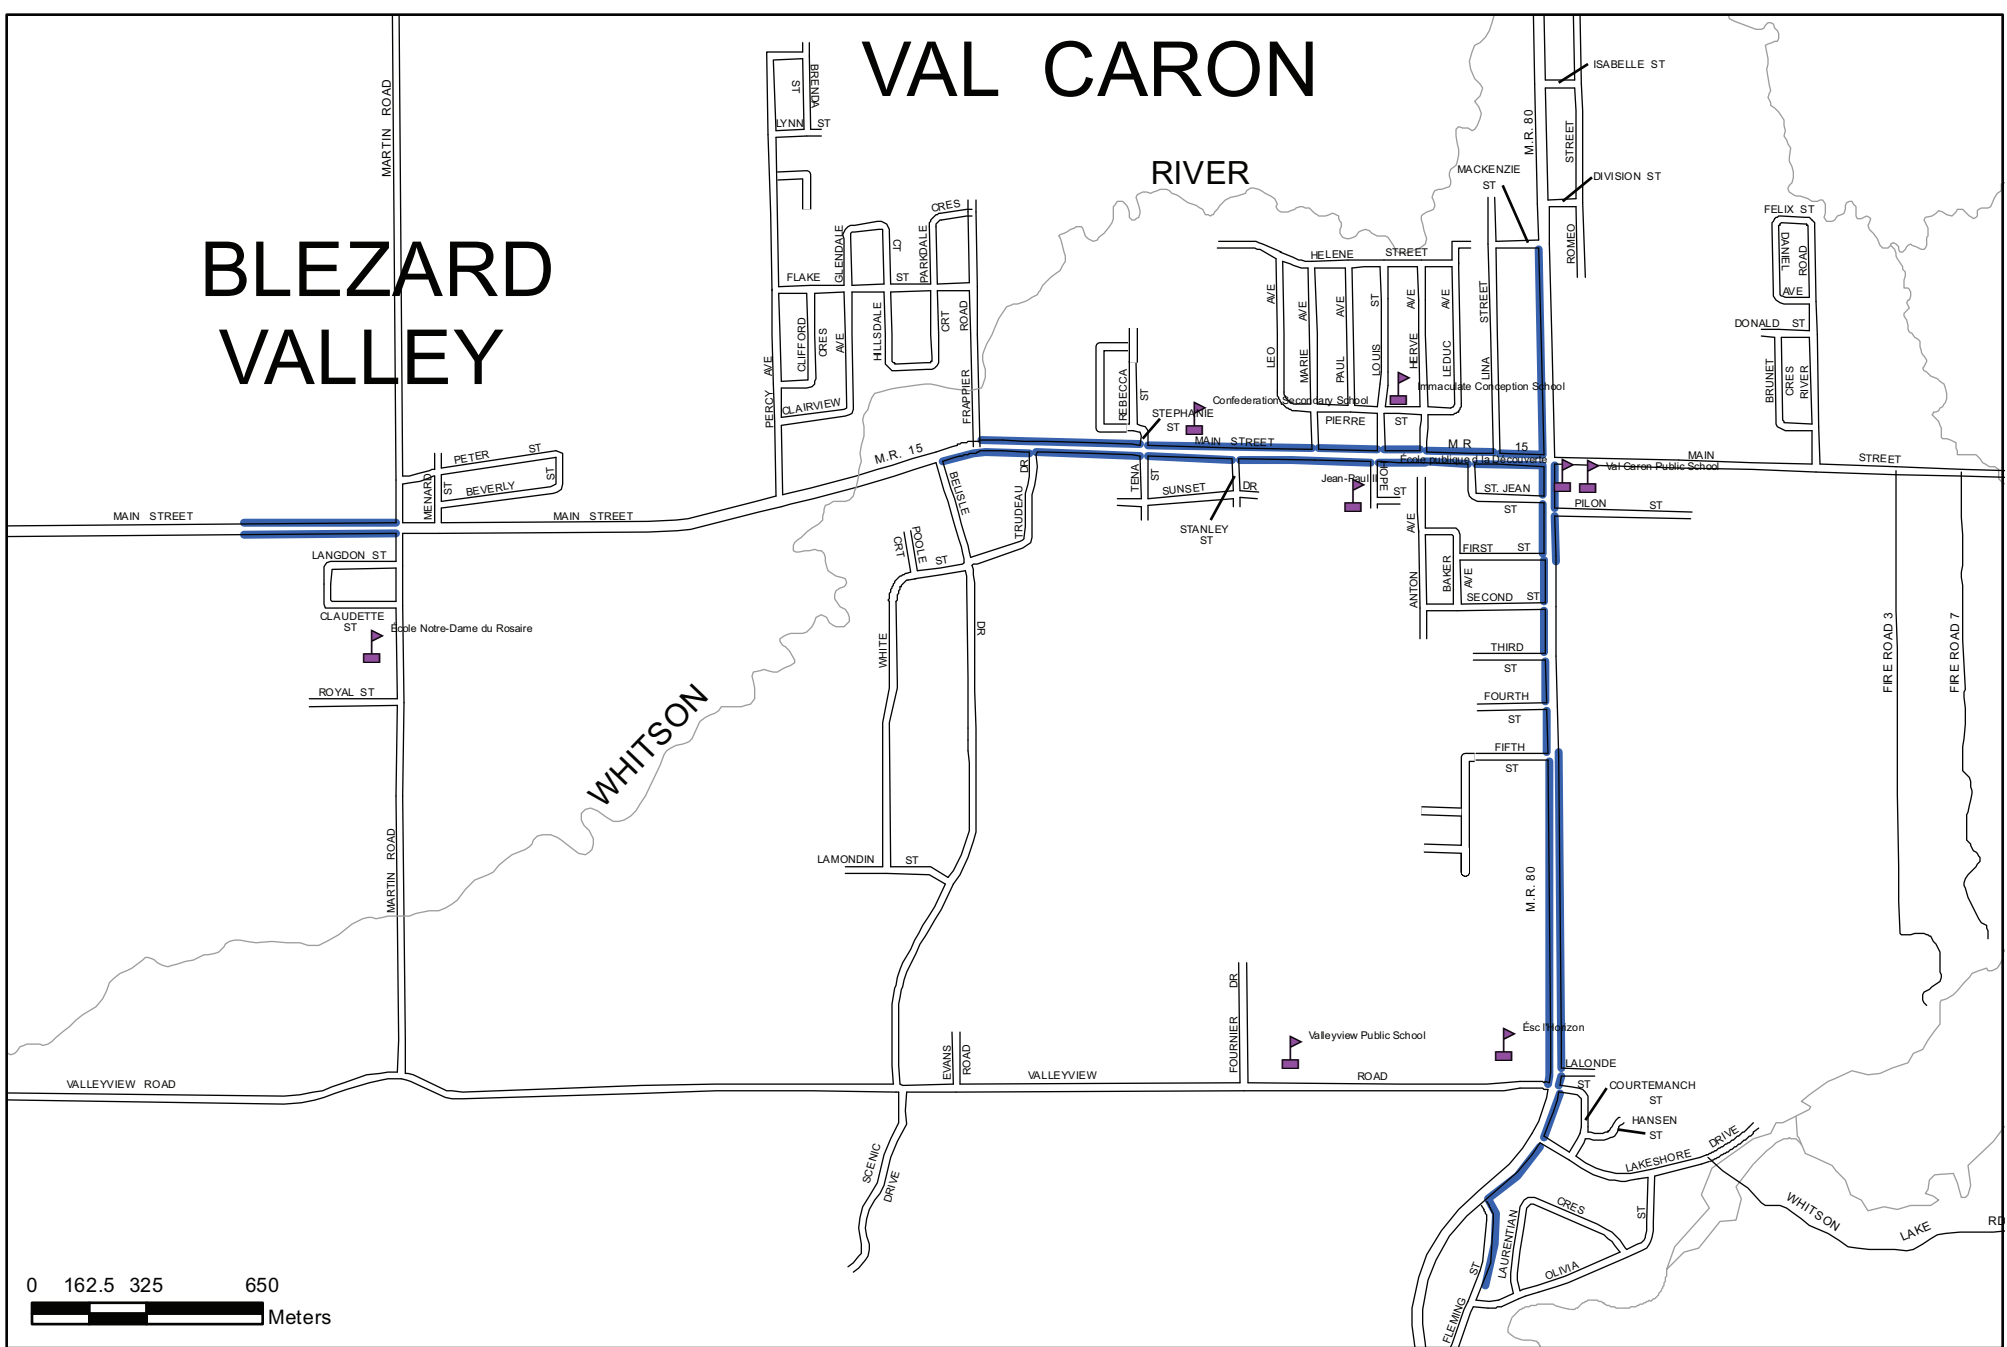 VAL CARON
BLEZARD
VALLEY
RIVER
WHITSON
MARTIN ROAD
BRENDA
ST
LYNN ST
ISABELLE ST
M.R. 80
STREET
MACKENZIE
ST
DIVISION ST
ROMEO
FELIX ST
DANIEL
ROAD
AVE
DONALD ST
BRUNET
CRES
RIVER
CRES
GLENDALE
CT
PARKDALE
FLAKE ST
HELENE STREET
CLIFFORD
CRES
AVE
HILLSDALE
CRT
ROAD
PERCY AVE
CLAIRVIEW
FRAPPIER
LEO AVE
MARIE AVE
PAUL AVE
LOUIS ST
HERVE AVE
LEDUC AVE
LINA STREET
Immaculate Conception School
Confederation Secondary School
REBECCA
ST
STEPHANIE
ST
PIERRE ST
MAIN STREET
M R 15
École publique d la Découverte
Val Caron Public School
MAIN STREET
PETER ST
BEVERLY ST
MENARD
ST
M.R. 15
BELISLE
DR
TRUDEAU
DR
TENA
ST
SUNSET DR
STANLEY
ST
Jean-Paul II
HOPE
ST
ST. JEAN
ST
PILON ST
MAIN STREET
MAIN STREET
LANGDON ST
CLAUDETTE
ST
École Notre-Dame du Rosaire
ROYAL ST
POOLE
CRT
ST
WHITE
ANTON
AVE
BAKER
AVE
FIRST ST
SECOND ST
THIRD
ST
FOURTH
ST
FIFTH
ST
FIRE ROAD 3
FIRE ROAD 7
MARTIN ROAD
LAMONDIN ST
M.R. 80
FOURNIER DR
EVANS
ROAD
Valleyview Public School
Ésc l'Horizon
VALLEYVIEW ROAD
VALLEYVIEW ROAD
LALONDE
ST
COURTEMANCH
ST
HANSEN
ST
LAKESHORE DRIVE
SCENIC
DRIVE
WHITSON LAKE RD
CRES
LAURENTIAN
ST
OLIVIA
FLEMING
ST
0 162.5 325 650
Meters